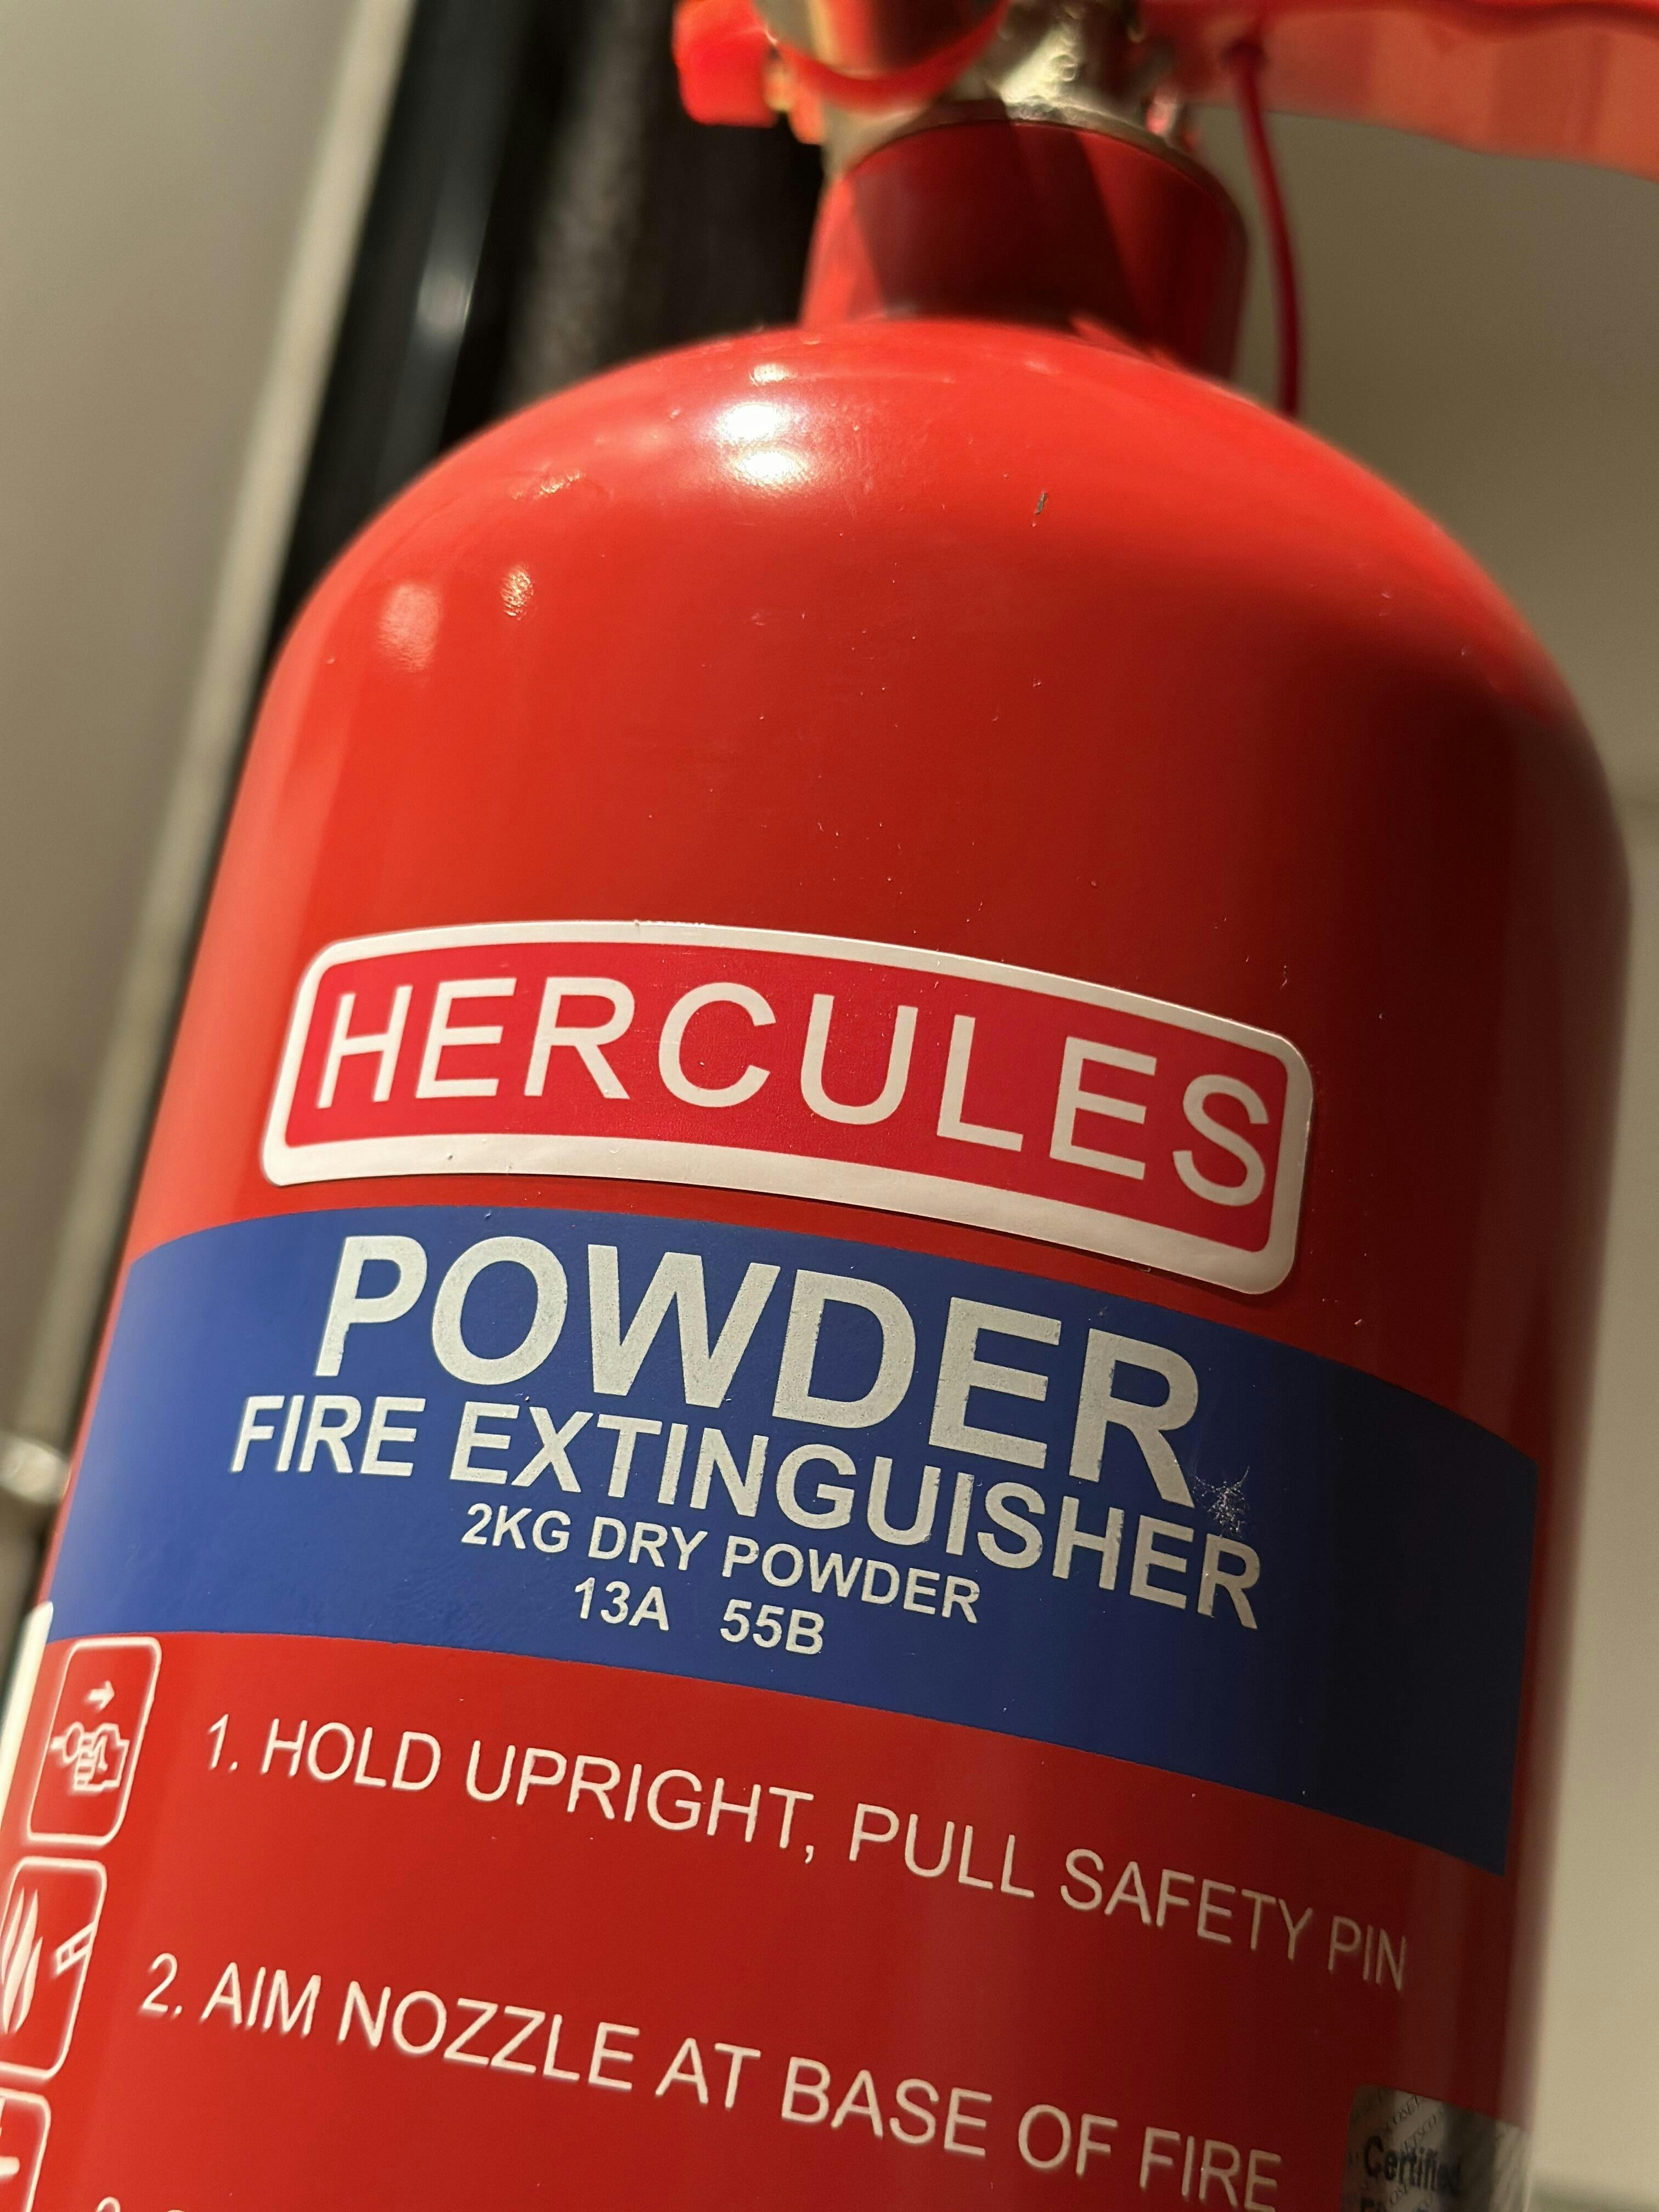 HERCULES
POWDER
FIRE EXTINGUISHER
2KG DRY POWDER
13A 55B
1. HOLD UPRIGHT, PULL SAFETY PIN
2. AIM NOZZLE AT BASE OF FIRE
Certified